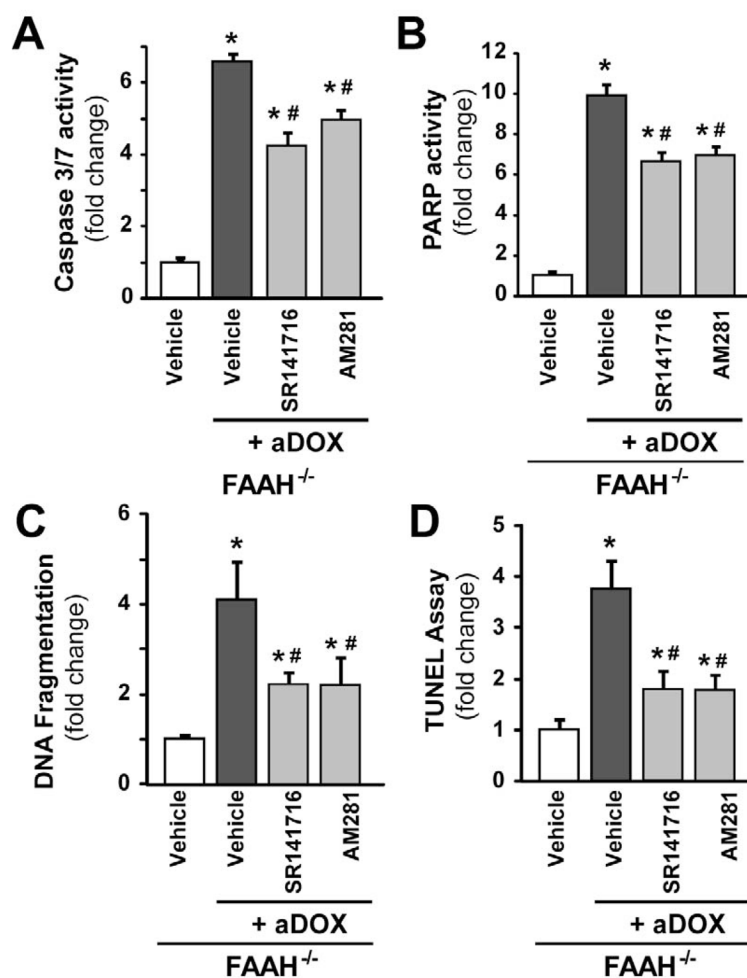 A
Caspase 3/7 activity
(fold change)
6
4
2
0
*
* #
* #
Vehicle
Vehicle
SR141716
AM281
+ aDOX
FAAH-/-
B
PARP activity
(fold change)
12
10
8
6
4
2
0
*
* #
* #
Vehicle
Vehicle
SR141716
AM281
+ aDOX
FAAH-/-
C
DNA Fragmentation
(fold change)
6
4
2
0
*
* #
* #
Vehicle
Vehicle
SR141716
AM281
+ aDOX
FAAH-/-
D
TUNEL Assay
(fold change)
5
4
3
2
1
0
*
* #
* #
Vehicle
Vehicle
SR141716
AM281
+ aDOX
FAAH-/-